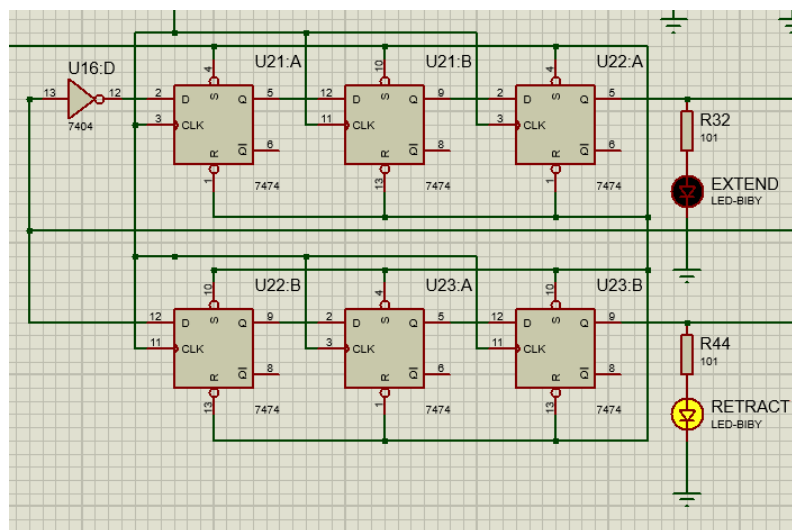 U21:A U21:B U22:A
U16:D
4 10 4
13 12 2 D S Q 5 12 D S Q 9 2 D S Q 5
R32
7404
3 CLK 11 CLK 3 CLK
101
R QI 6 R QI 8 R QI 6
1 7474 13 7474 1 7474
EXTEND
LED-BIBY
U22:B U23:A U23:B
10 4 10
12 D S Q 9 2 D S Q 5 12 D S Q 9
R44
11 CLK 3 CLK 11 CLK
101
R QI 8 R QI 6 R QI 8
13 7474 1 7474 13 7474
RETRACT
LED-BIBY